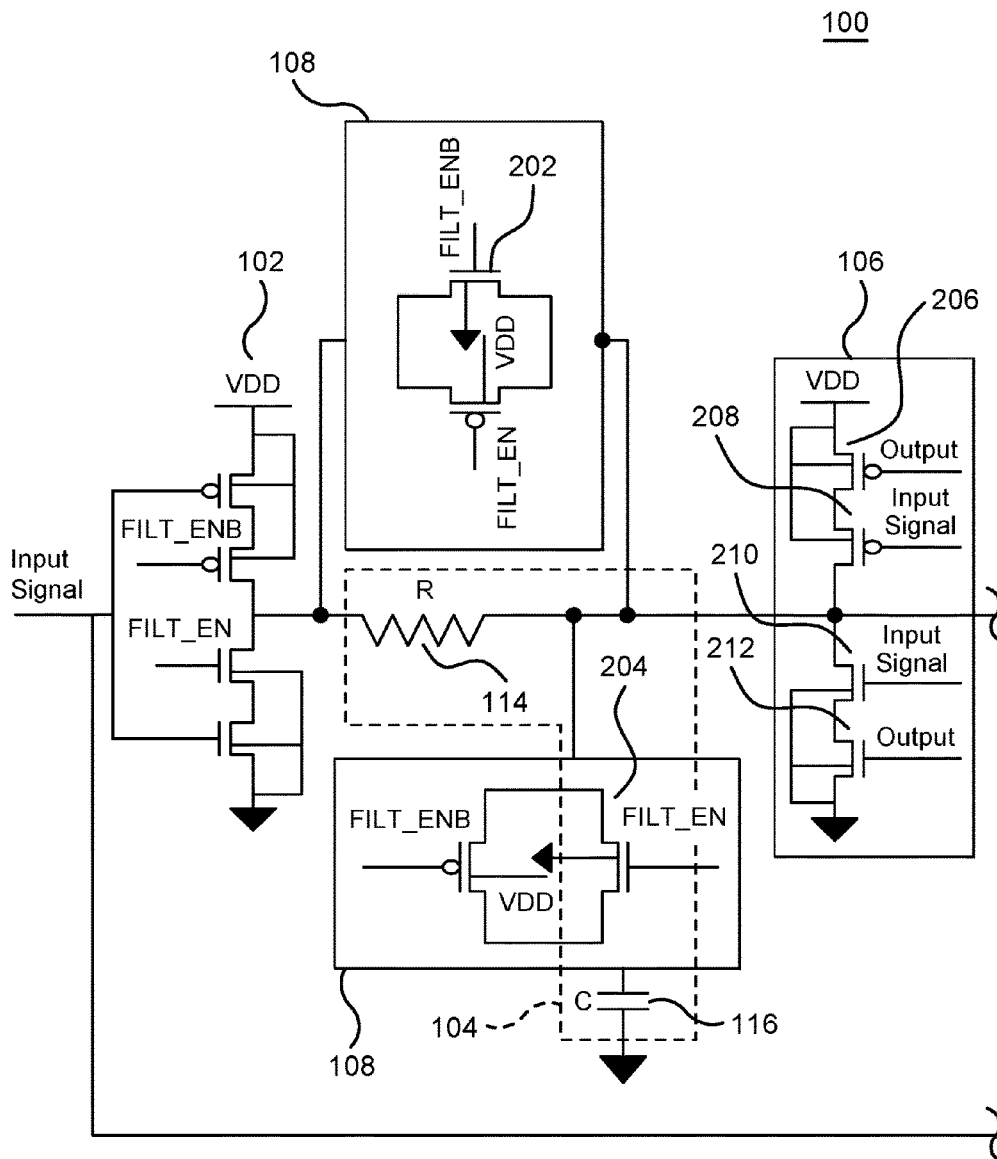 100
108
FILT_ENB
202
VDD
FILT_EN
102
VDD
106
206
VDD
208
Output
Input
Signal
FILT_ENB
Input
Signal
FILT_EN
R
114
210
Input
Signal
212
Output
204
FILT_ENB
FILT_EN
VDD
C
104
116
108